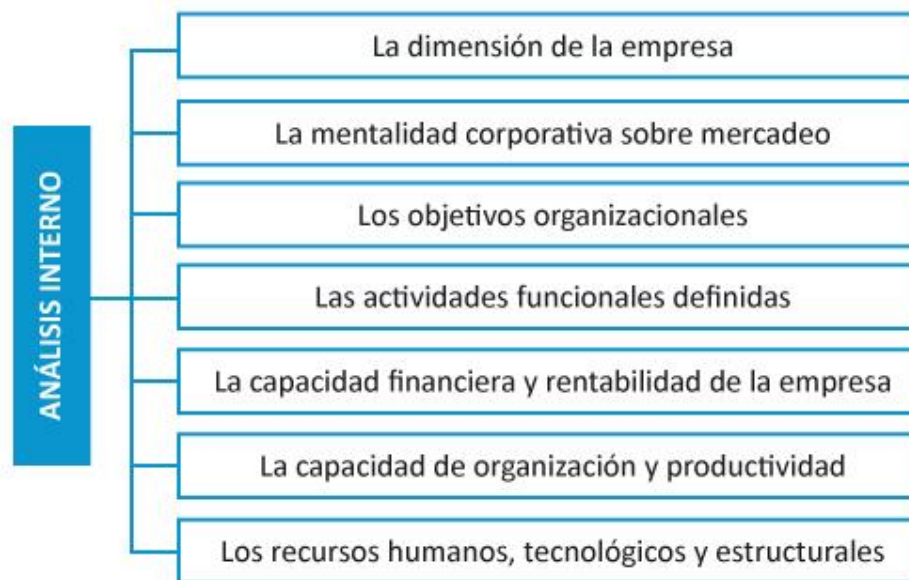 ANÁLISIS INTERNO
La dimensión de la empresa
La mentalidad corporativa sobre mercadeo
Los objetivos organizacionales
Las actividades funcionales definidas
La capacidad financiera y rentabilidad de la empresa
La capacidad de organización y productividad
Los recursos humanos, tecnológicos y estructurales